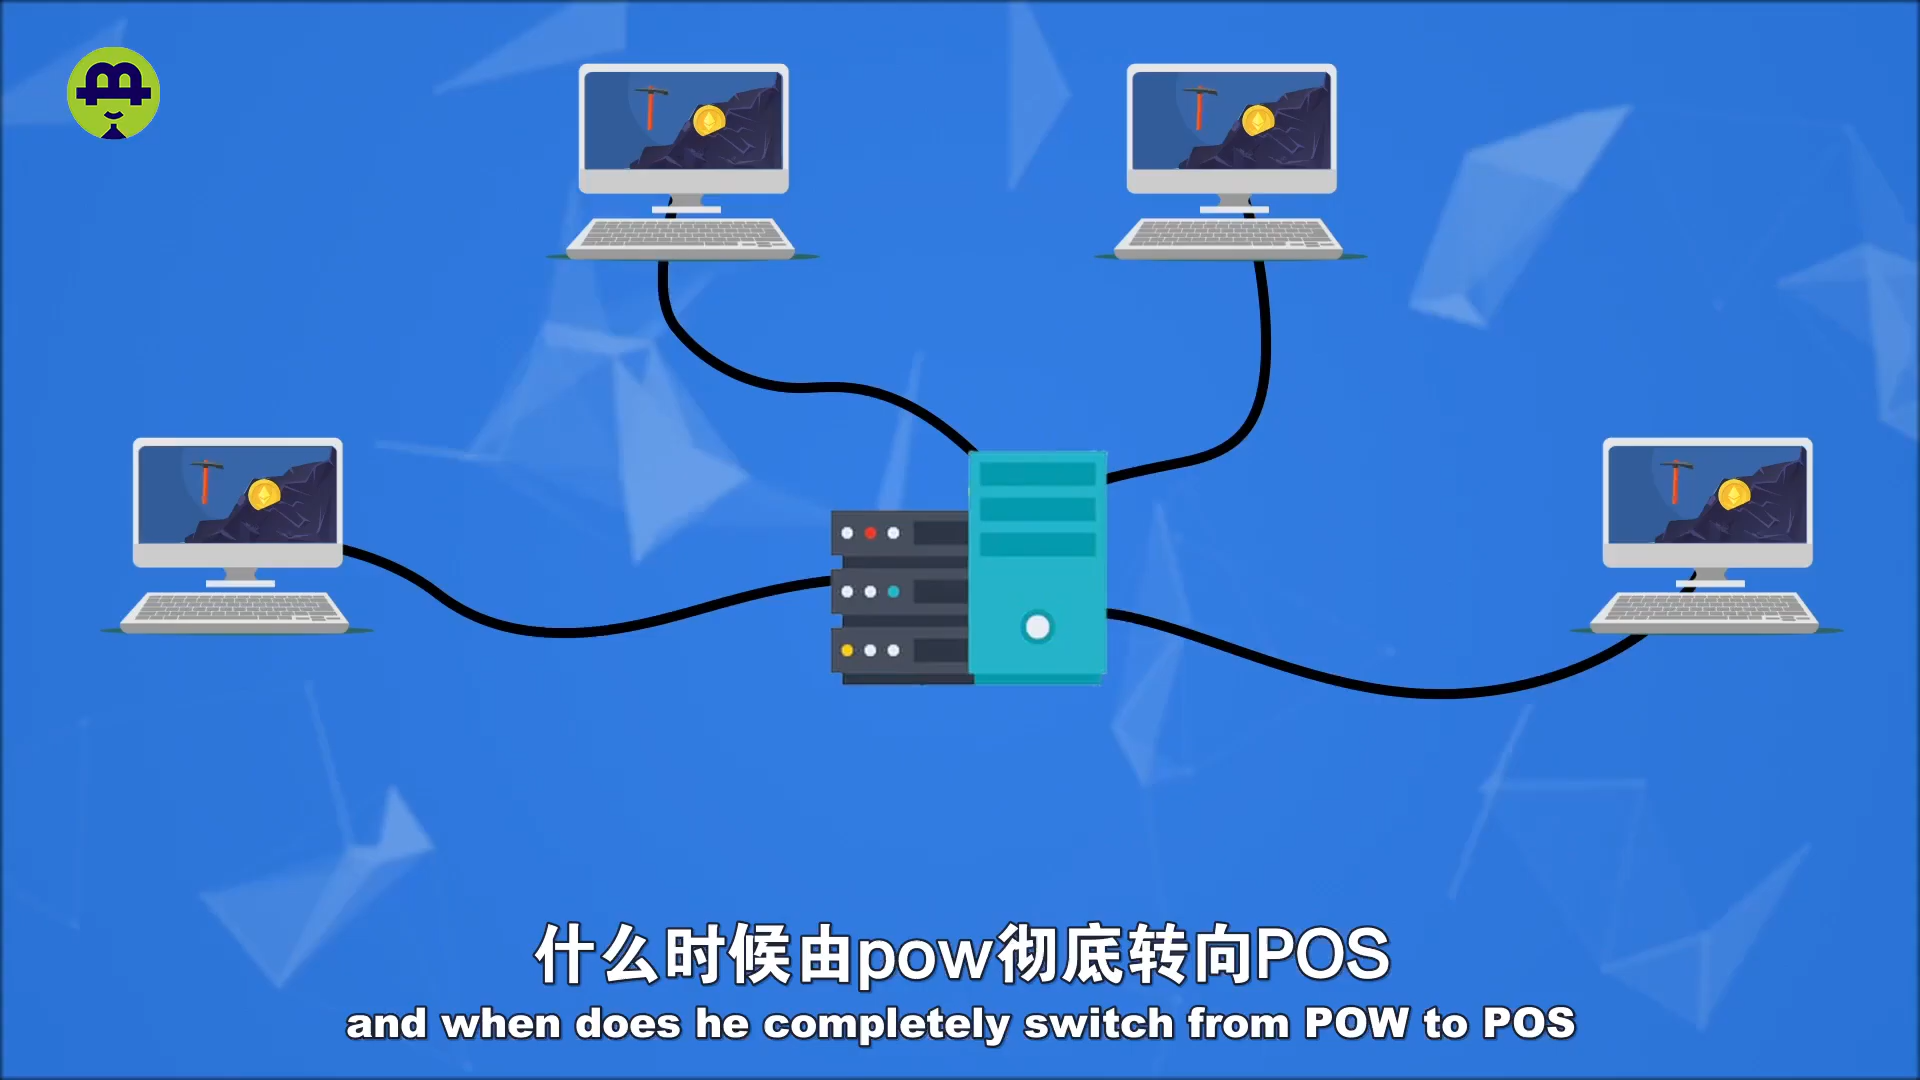 什么时候由pow彻底转向POS
and when does he completely switch from POW to POS